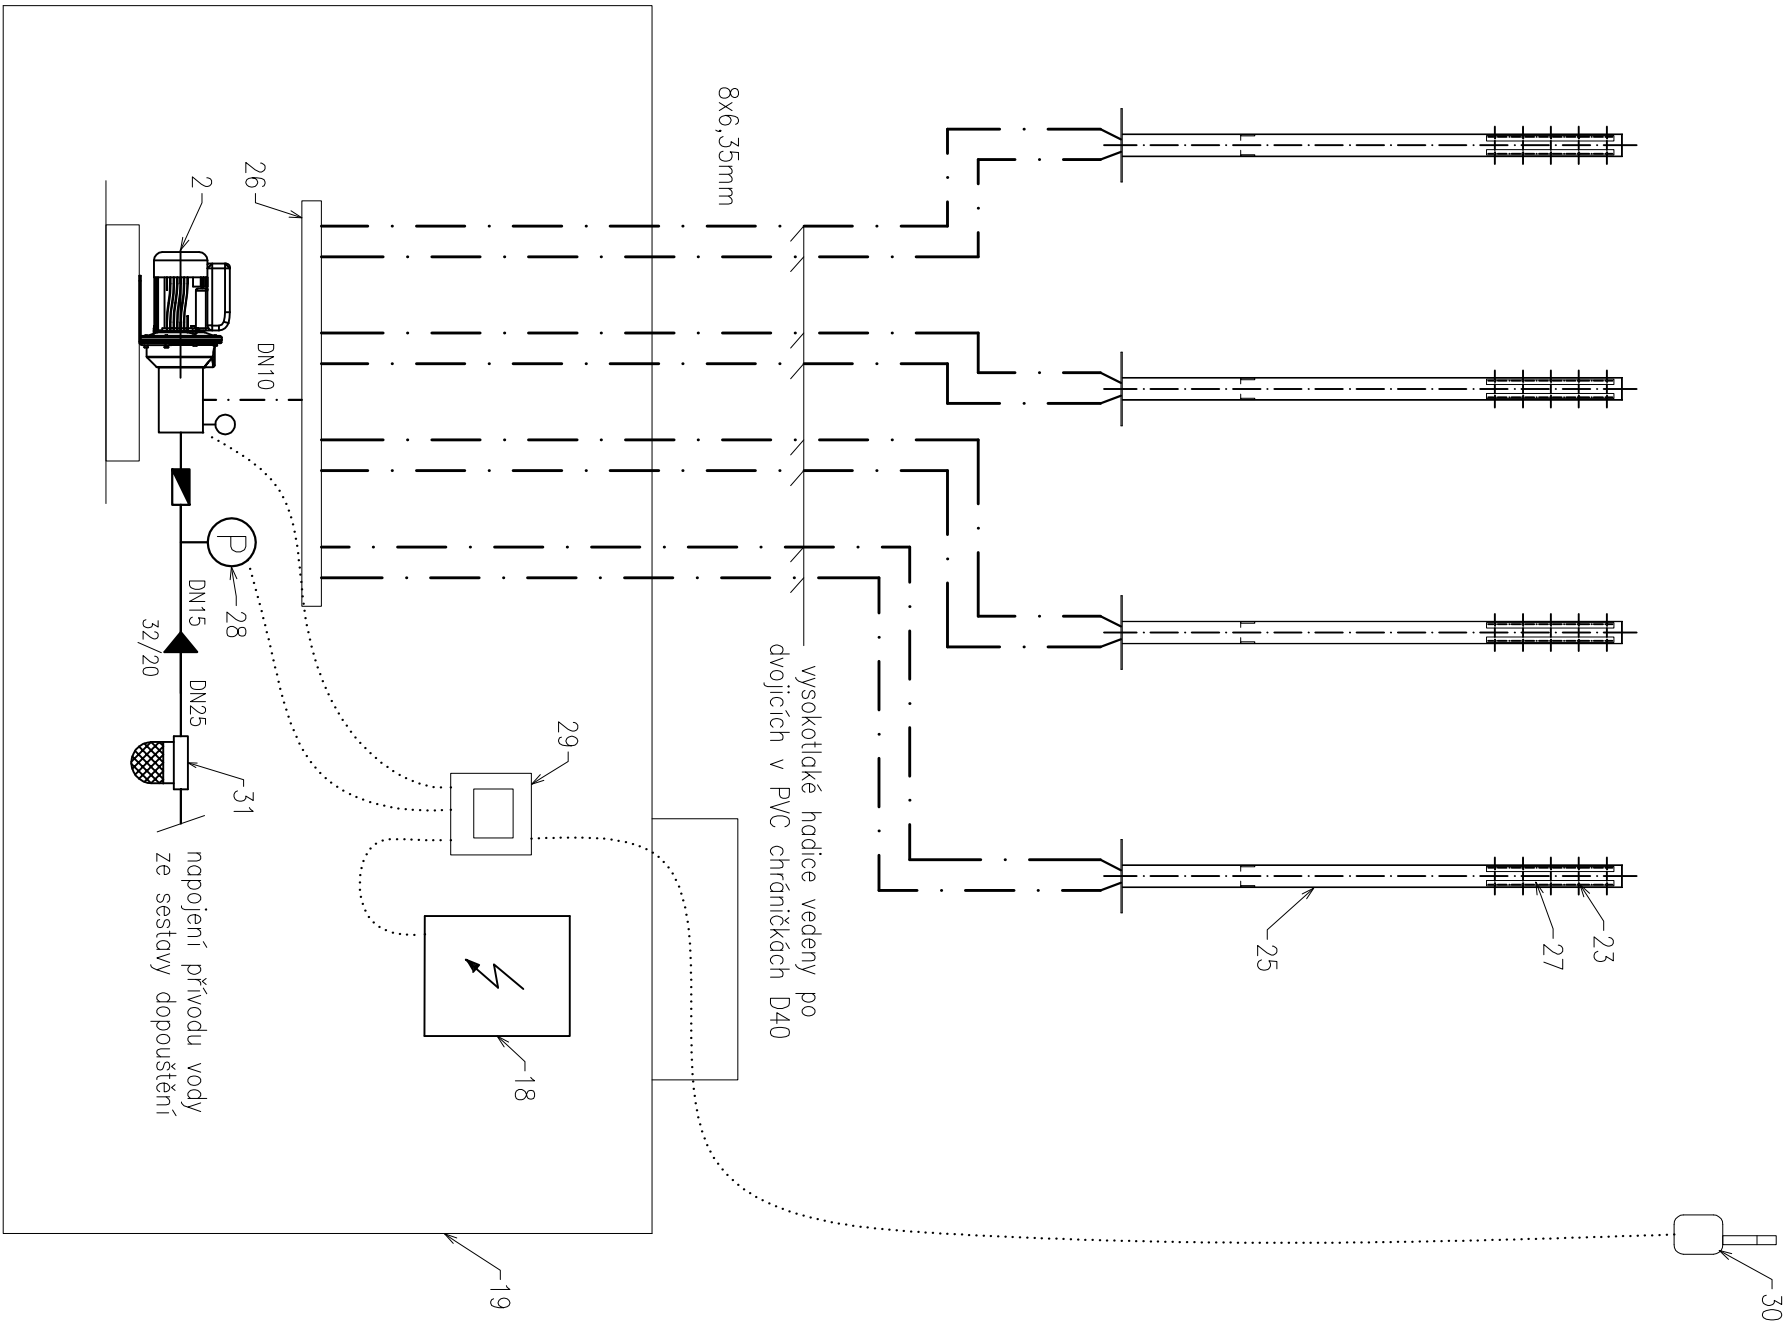 30
23
27
25
8x6,35mm
vysokotlaké hadice vedeny po
dvojicích v PVC chráničkách D40
29
18
19
26
2
DN10
P
28
DN15
32/20
DN25
31
napojení přívodu vody
ze sestavy dopouštění